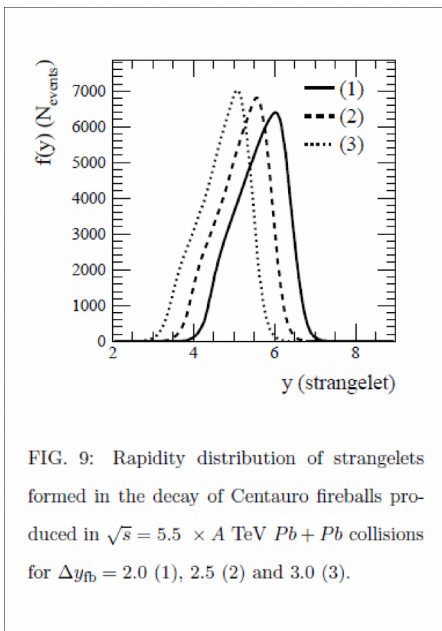 f(y) (N_events)
7000
6000
5000
4000
3000
2000
1000
0
(1)
(2)
(3)
2 4 6 8
y (strangelet)
FIG. 9: Rapidity distribution of strangelets
formed in the decay of Centauro fireballs pro-
duced in √s = 5.5 × A TeV Pb + Pb collisions
for Δy_fb = 2.0 (1), 2.5 (2) and 3.0 (3).